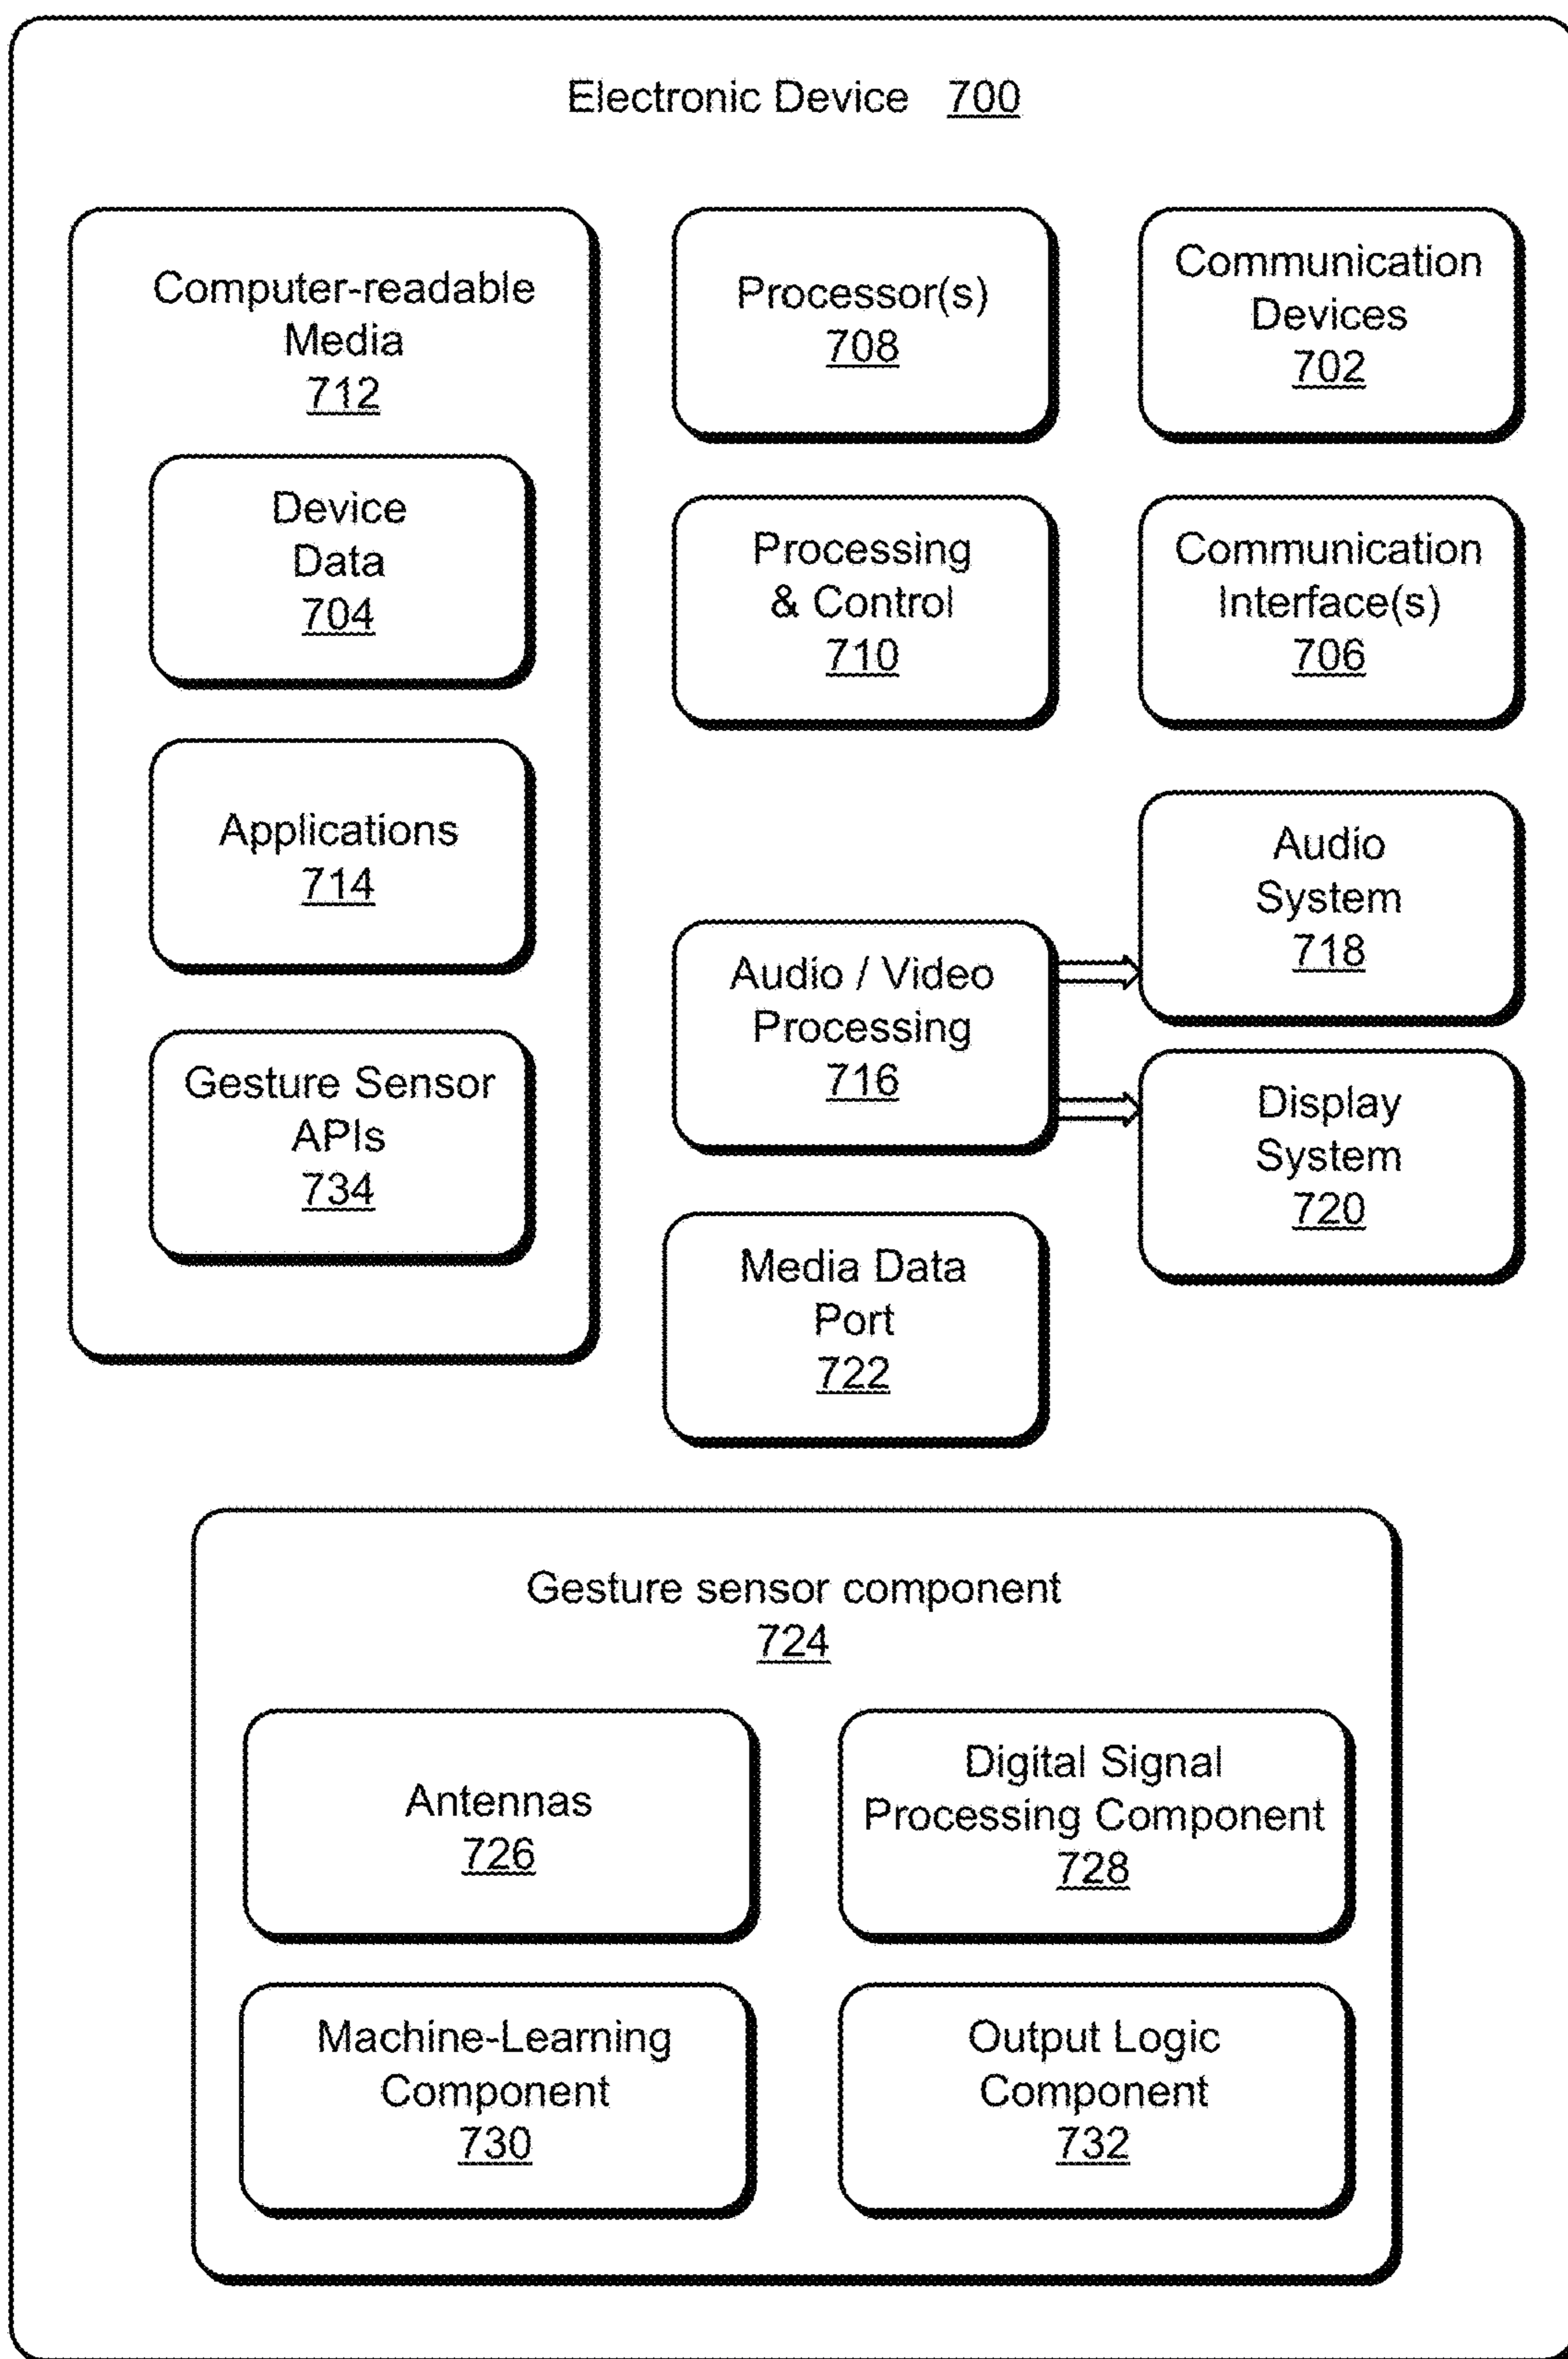 Electronic Device 700
Computer-readable
Media
712
Device
Data
704
Applications
714
Gesture Sensor
APIs
734
Processor(s)
708
Communication
Devices
702
Processing
& Control
710
Communication
Interface(s)
706
Audio / Video
Processing
716
Audio
System
718
Display
System
720
Media Data
Port
722
Gesture sensor component
724
Antennas
726
Digital Signal
Processing Component
728
Machine-Learning
Component
730
Output Logic
Component
732